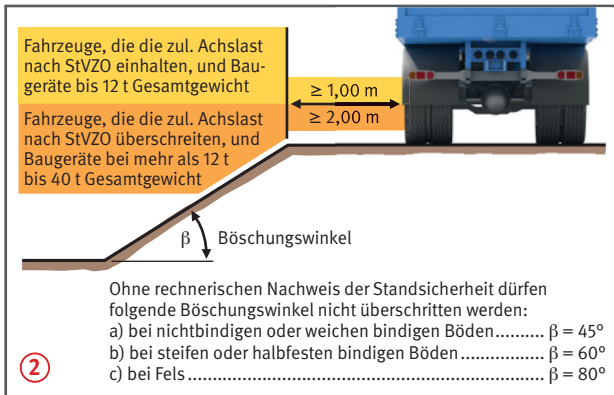 Fahrzeuge, die die zul. Achslast
nach StVZO einhalten, und Bau-
geräte bis 12 t Gesamtgewicht
≥ 1,00 m
≥ 2,00 m
Fahrzeuge, die die zul. Achslast
nach StVZO überschreiten, und
Baugeräte bei mehr als 12 t
bis 40 t Gesamtgewicht
β Böschungswinkel
Ohne rechnerischen Nachweis der Standsicherheit dürfen
folgende Böschungswinkel nicht überschritten werden:
a) bei nichtbindigen oder weichen bindigen Böden.......... β = 45°
b) bei steifen oder halbfesten bindigen Böden................ β = 60°
c) bei Fels................................................................ β = 80°
2